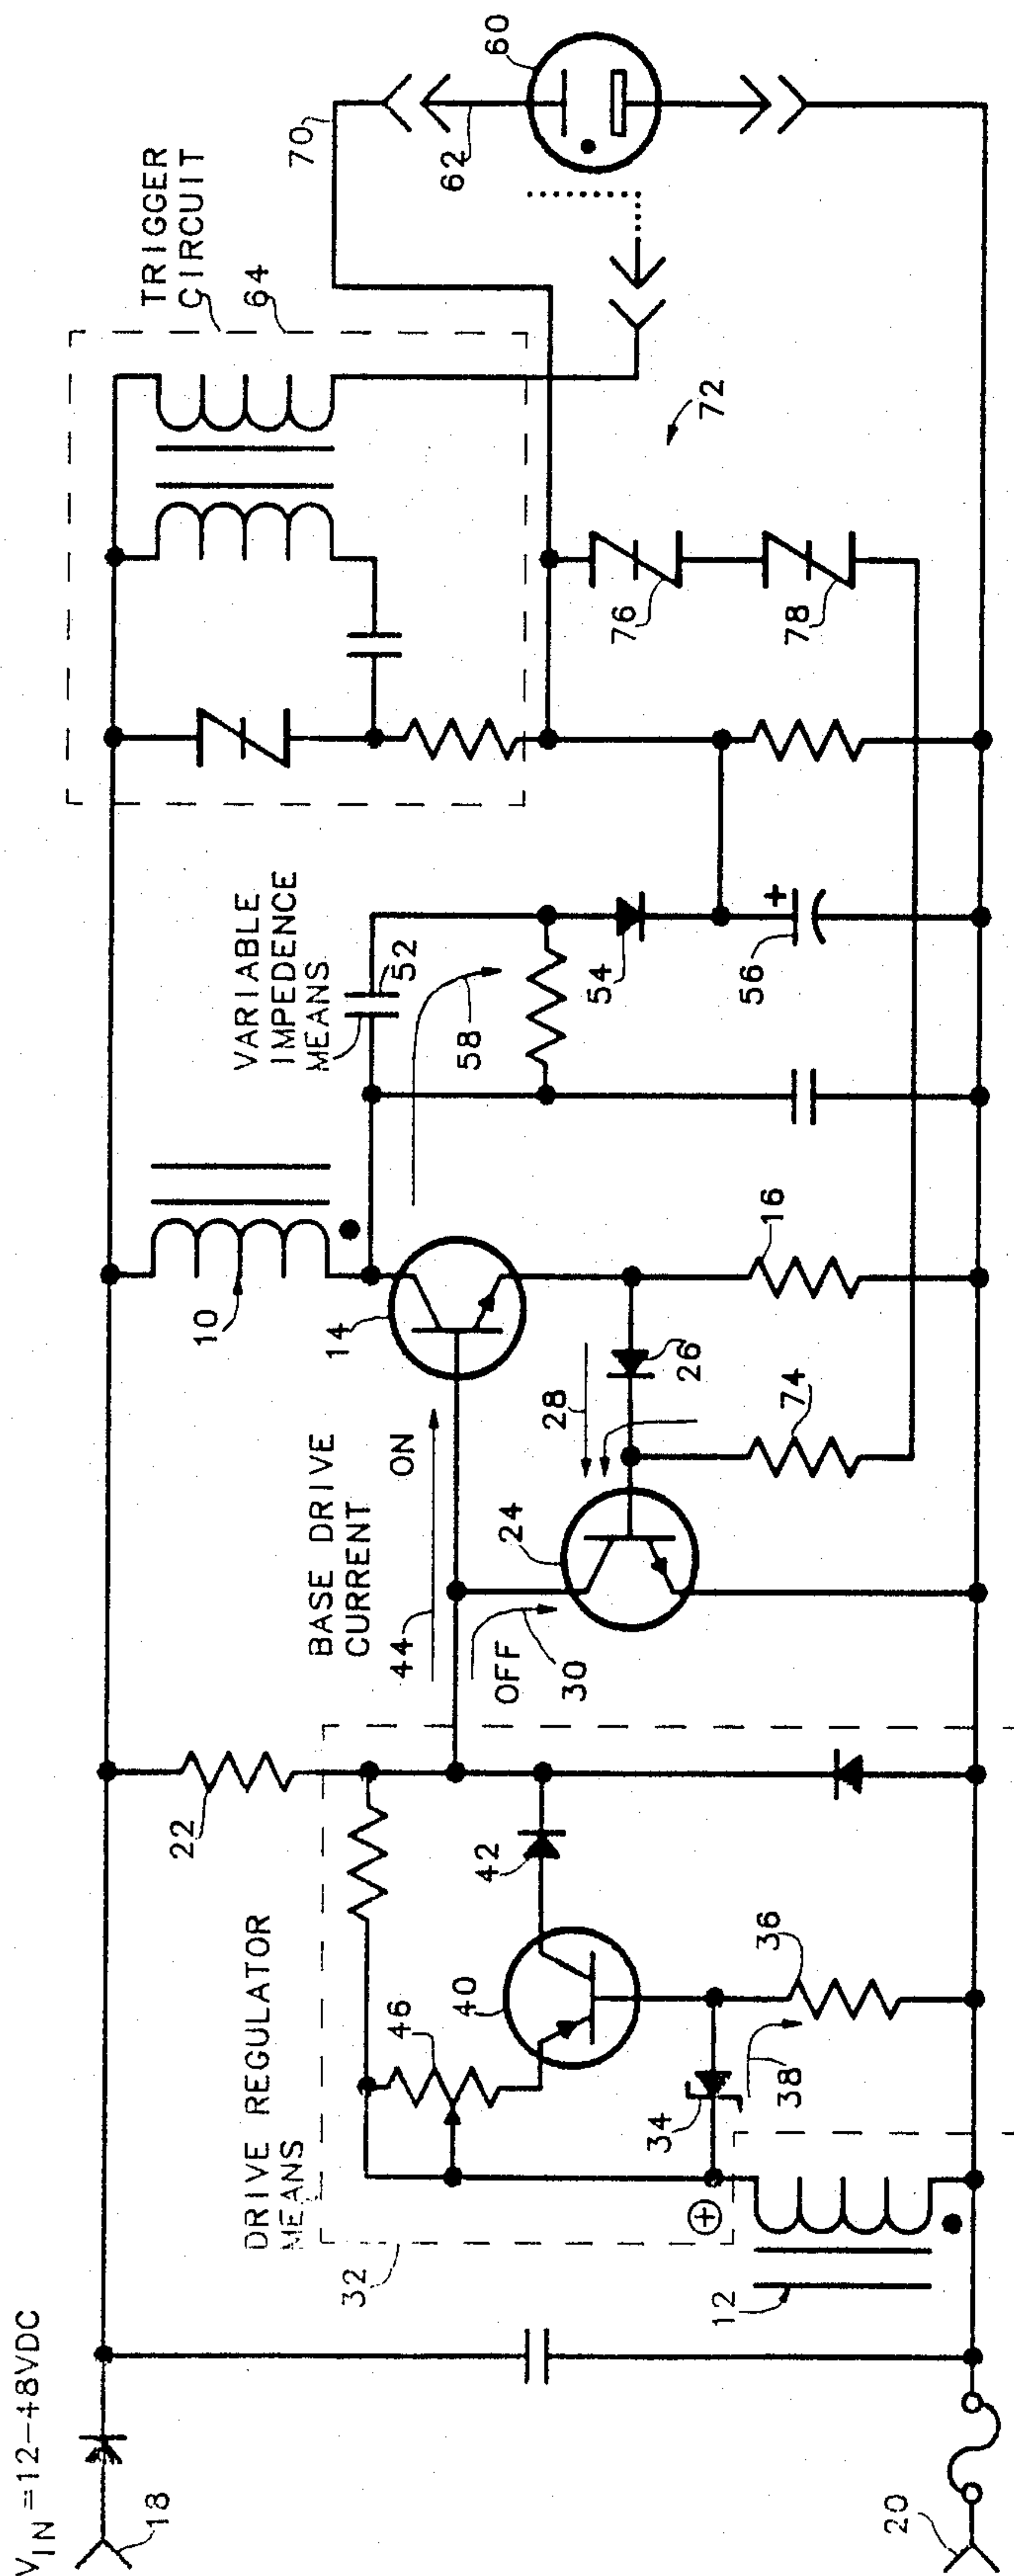 V IN =12-48VDC
18
20
DRIVE REGULATOR
MEANS
32
12
22
46
40
42
34
38
36
BASE DRIVE
CURRENT
44
ON
OFF
30
24
28
26
74
10
14
16
VARIABLE
IMPEDENCE
MEANS
52
58
54
56
+
TRIGGER
CIRCUIT
64
70
62
60
72
76
78
+